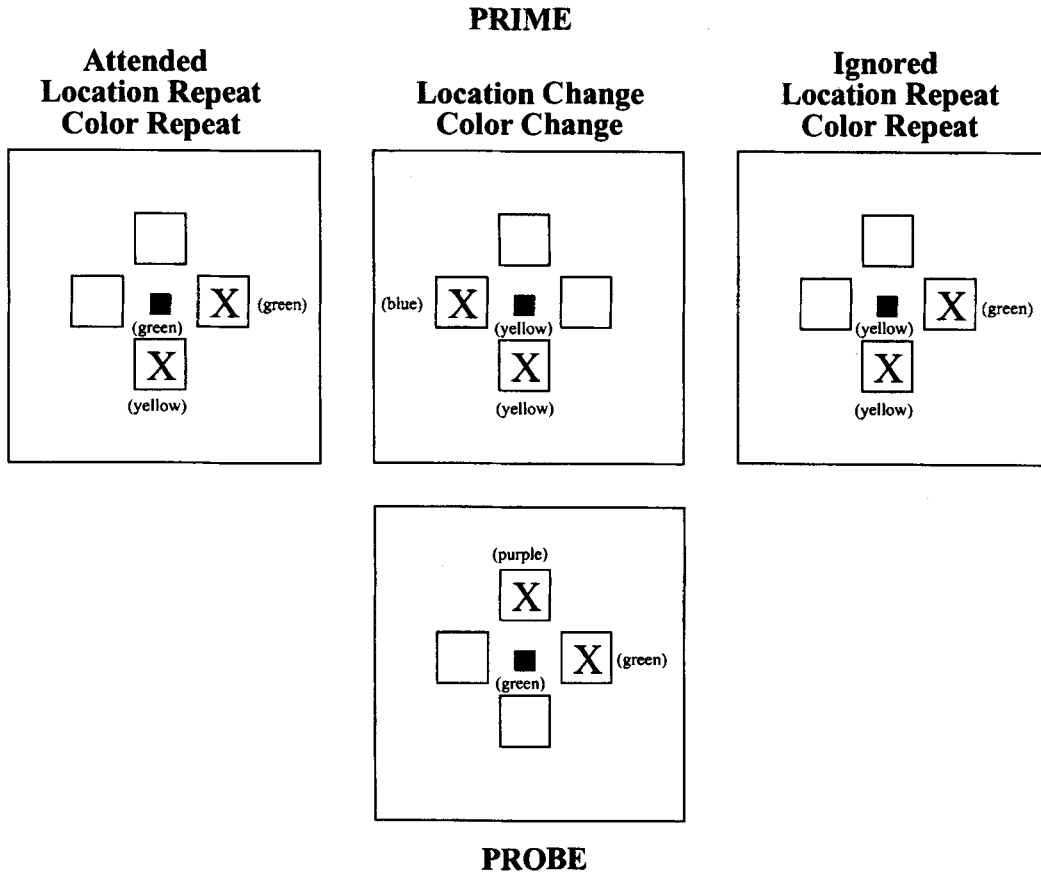 PRIME
Attended
Location Repeat
Color Repeat
Location Change
Color Change
Ignored
Location Repeat
Color Repeat
X
(green)
(green)
X
(yellow)
(blue)
X
(yellow)
X
(yellow)
X
(green)
(yellow)
X
(yellow)
(purple)
X
X
(green)
(green)
PROBE